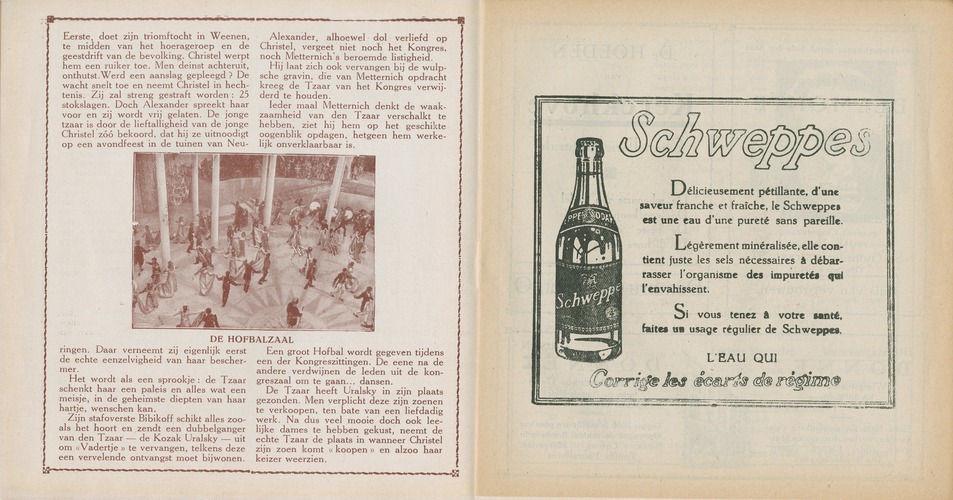 Eerste, doet zijn triomftocht in Weenen,
te midden van het hoerageroep en de
geestdrift van de bevolking. Christel werpt
hem een ruiker toe. Men deinst achteruit,
onthutst. Werd een aanslag gepleegd ? De
wacht snelt toe en neemt Christel in hech-
tenis. Zij zal streng gestraft worden : 25
stokslagen. Doch Alexander spreekt haar
voor en zij wordt vrij gelaten. De jonge
tzaar is door de lieftalligheid van de jonge
Christel zóó bekoord, dat hij ze uitnoodigt
op een avondfeest in de tuinen van Neu-
Alexander, alhoewel dol verliefd op
Christel, vergeet niet noch het Kongres,
noch Metternich's beroemde listigheid.
Hij laat zich ook vervangen bij de wulp-
sche gravin, die van Metternich opdracht
kreeg de Tzaar van het Kongres verwij-
derd te houden.
Ieder maal Metternich denkt de waak-
zaamheid van den Tzaar verschalkt te
hebben, ziet hij hem op het geschikte
oogenblik opdagen, hetgeen hem werke-
lijk onverklaarbaar is.
DE HOFBALZAAL
ringen. Daar verneemt zij eigenlijk eerst
de echte eenzelvigheid van haar bescher-
mer.
Het wordt als een sprookje : de Tzaar
schenkt haar een paleis en alles wat een
meisje, in de geheimste diepten van haar
hartje, wenschen kan.
Zijn stafoverste Bibikoff schikt alles zoo-
als het hoort en zendt een dubbelganger
van den Tzaar — de Kozak Uralsky — uit
om « Vadertje » te vervangen, telkens deze
een vervelende ontvangst moet bijwonen.
Een groot Hofbal wordt gegeven tijdens
een der Kongreszittingen. De eene na de
andere verdwijnen de leden uit de kon-
greszaal om te gaan... dansen.
De Tzaar heeft Uralsky in zijn plaats
gezonden. Men verplicht deze zijn zoenen
te verkoopen, ten bate van een liefdadig
werk. Na dus veel mooie doch ook lee-
lijke dames te hebben gekust, neemt de
echte Tzaar de plaats in wanneer Christel
zijn zoen komt « koopen » en alzoo haar
keizer weerzien.
Schweppes
Délicieusement pétillante, d'une
saveur franche et fraîche, le Schweppes
est une eau d'une pureté sans pareille.
Légèrement minéralisée, elle con-
tient juste les sels nécessaires à débar-
rasser l'organisme des impuretés qui
l'envahissent.
Si vous tenez à votre santé,
faites un usage régulier de Schweppes.
L'EAU QUI
Corrige les écarts de régime
Schweppe